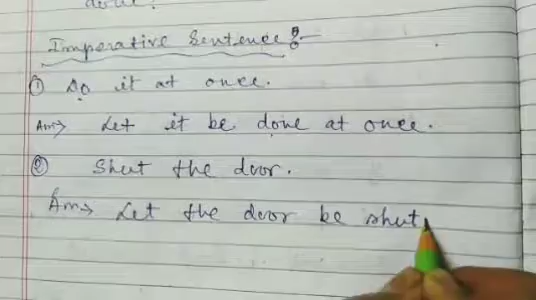 Imperative Sentence :-
① Do it at once.
Ans→ Let it be done at once.
② Shut the door.
Ans→ Let the door be shut